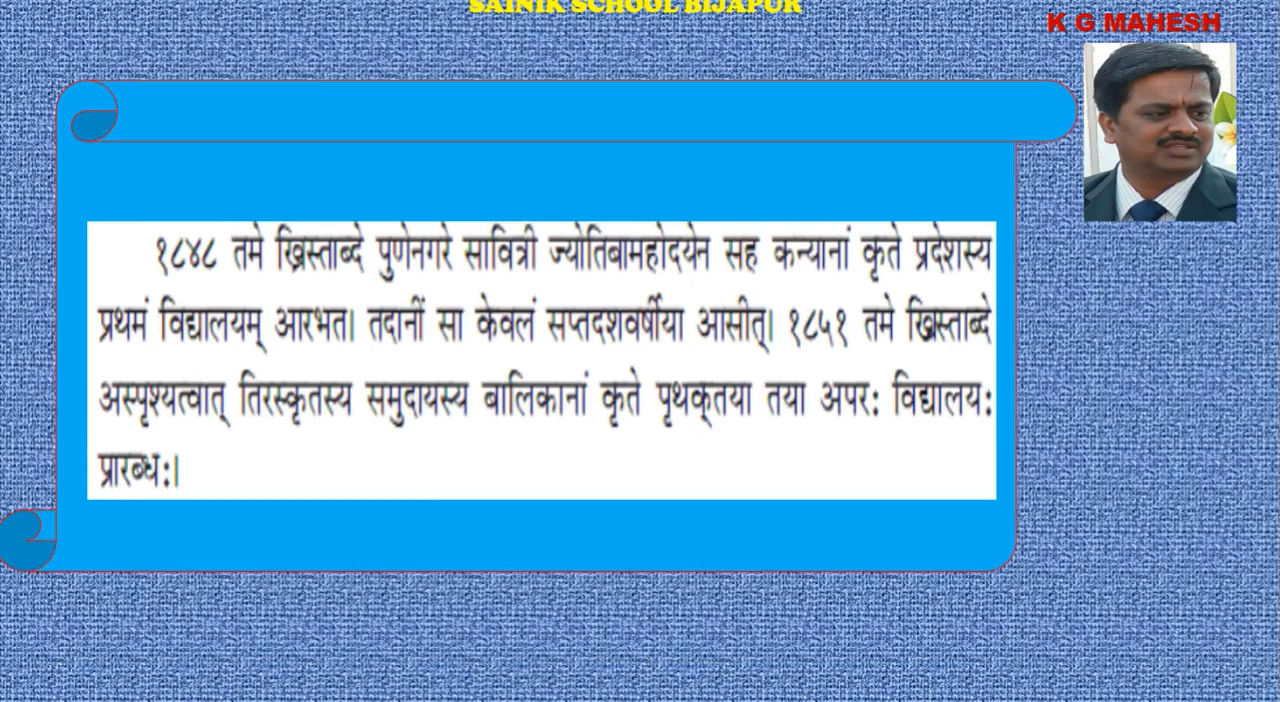 SAINIK SCHOOL BIJAPUR
K G MAHESH
१८४८ तमे ख्रिस्ताब्दे पुणेनगरे सावित्री ज्योतिबामहोदयेन सह कन्यानां कृते प्रदेशस्य
प्रथमं विद्यालयम् आरभत। तदानीं सा केवलं सप्तदशवर्षीया आसीत्। १८५१ तमे ख्रिस्ताब्दे
अस्पृश्यत्वात् तिरस्कृतस्य समुदायस्य बालिकानां कृते पृथक्‌तया तया अपरः विद्यालयः
प्रारब्धः।